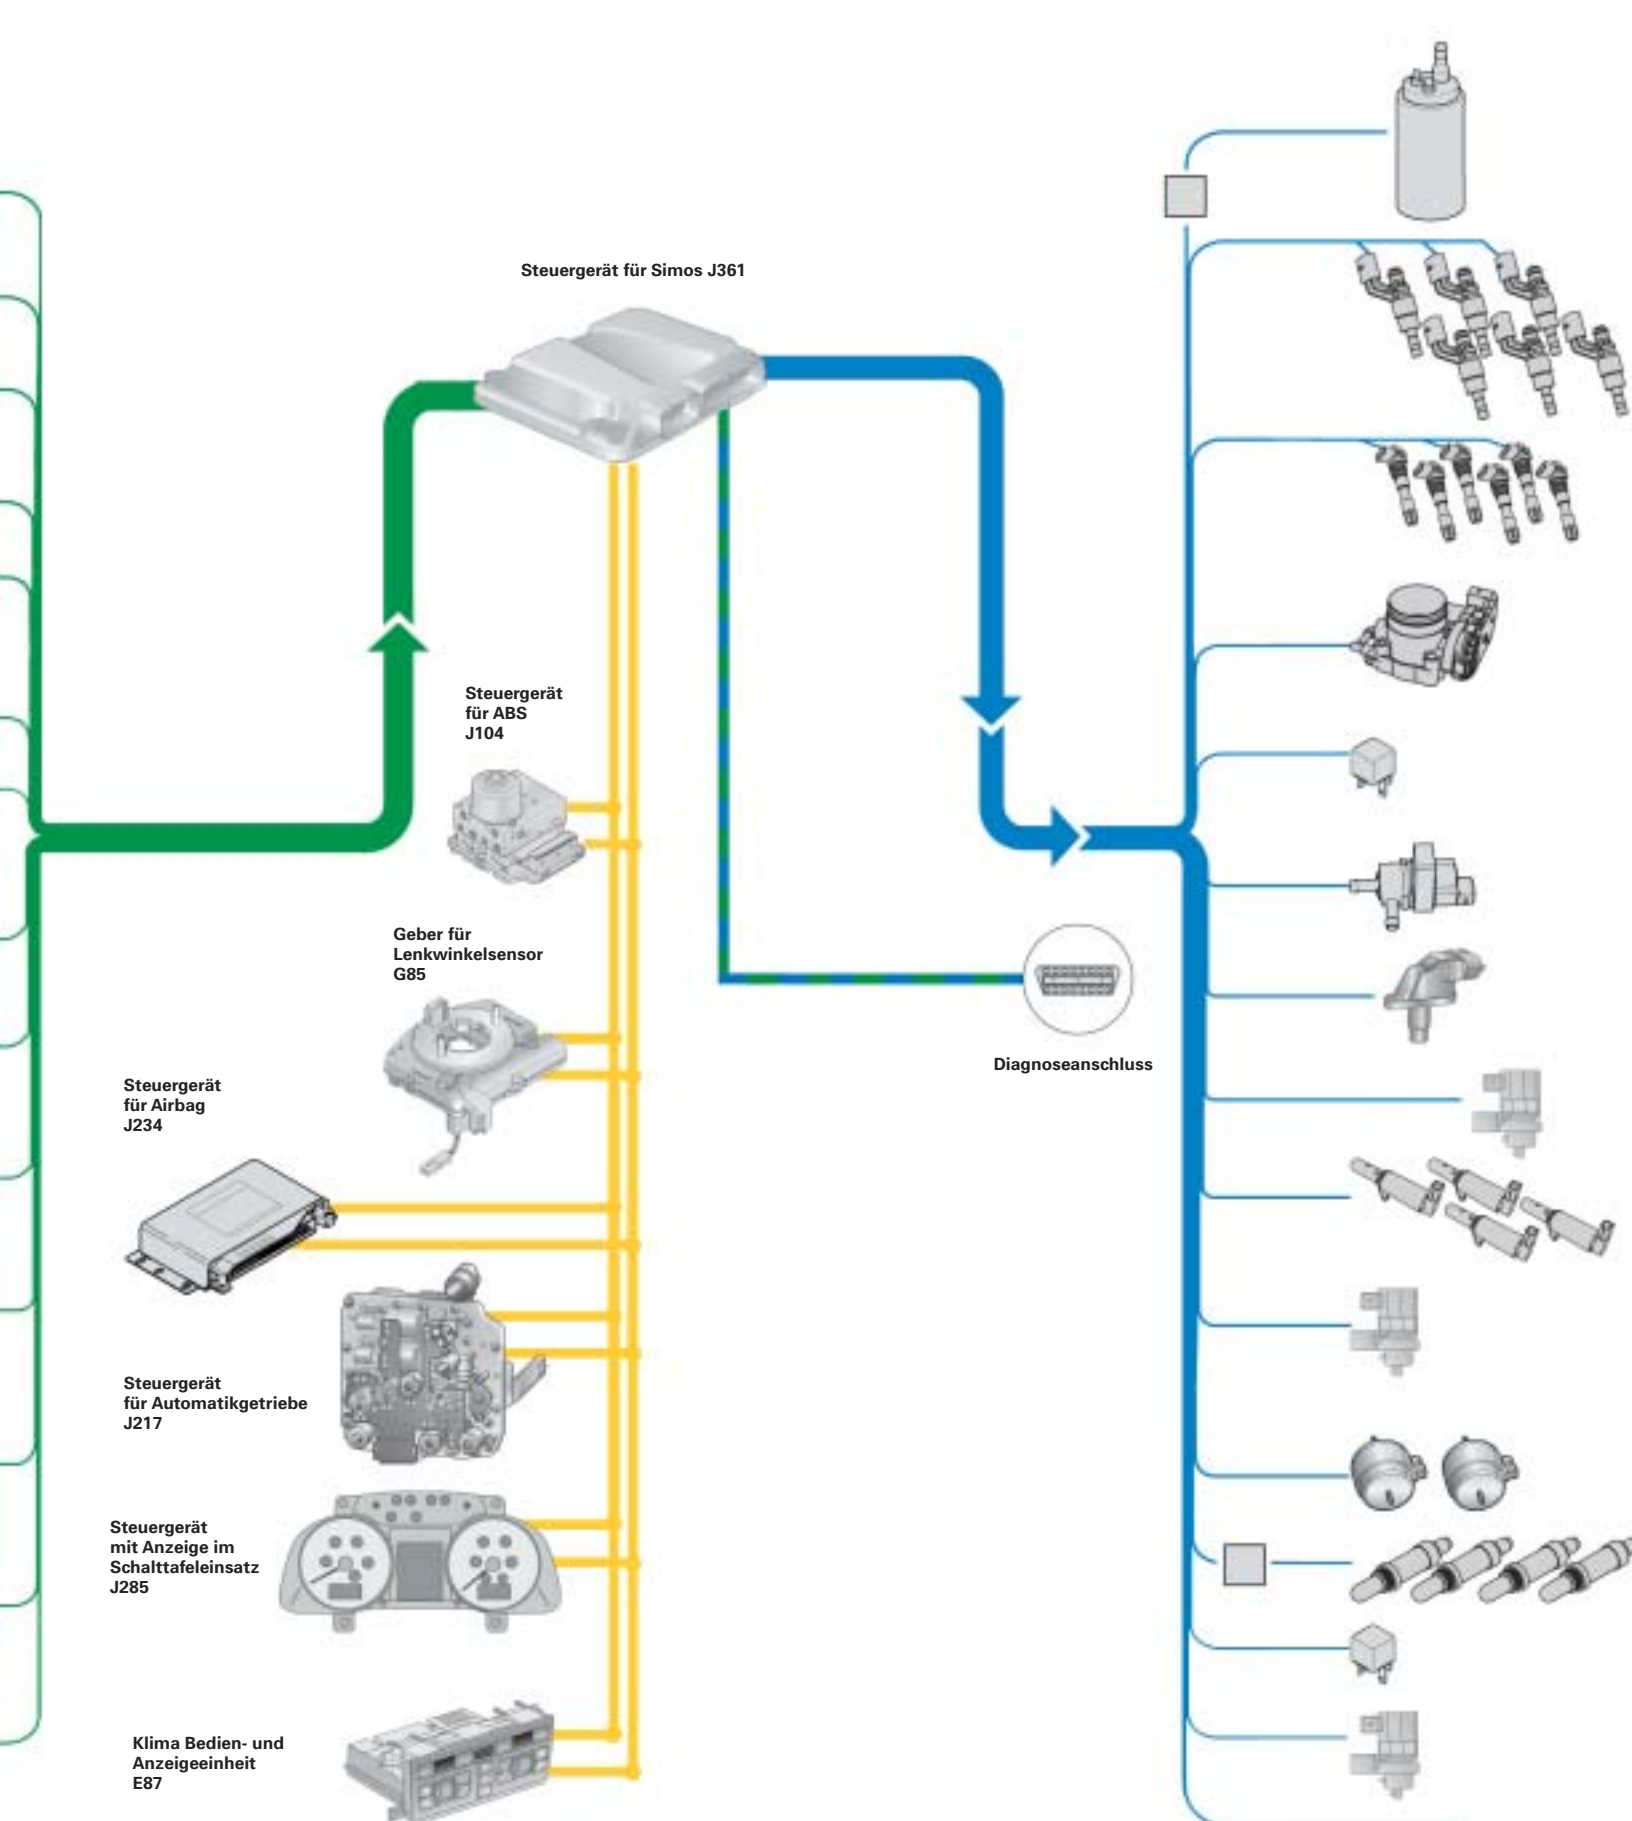 Steuergerät für Simos J361
Steuergerät
für ABS
J104
Geber für
Lenkwinkelsensor
G85
Diagnoseanschluss
Steuergerät
für Airbag
J234
Steuergerät
für Automatikgetriebe
J217
Steuergerät
mit Anzeige im
Schalttafeleinsatz
J285
Klima Bedien- und
Anzeigeeinheit
E87